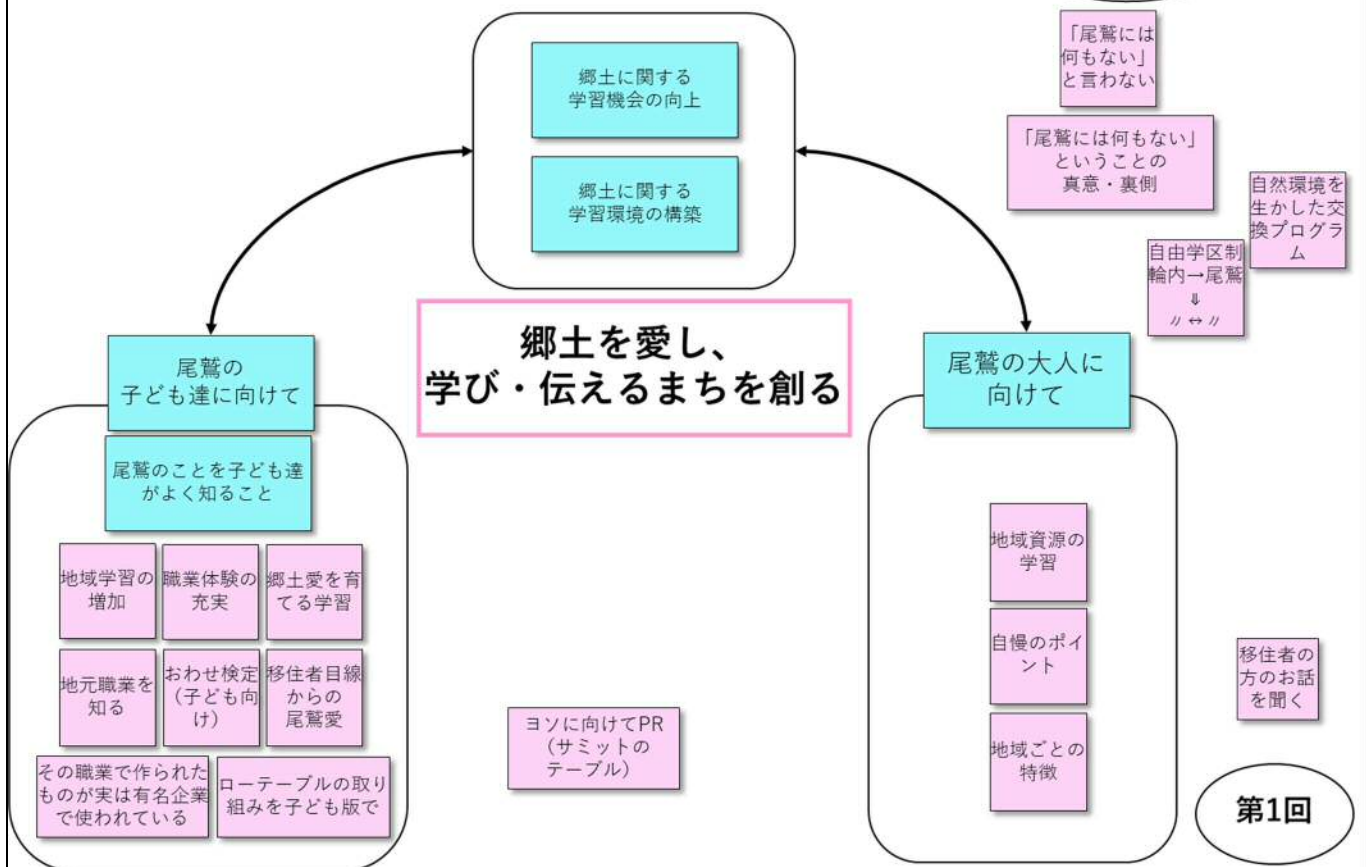 郷土に関する
学習機会の向上
郷土に関する
学習環境の構築
「尾鷲には
何もない」
と言わない
「尾鷲には何もない」
ということの
真意・裏側
自然環境を
生かした交
換プログラ
ム
自由学区制
輪内→尾鷲
⇓
〃 ↔ 〃
郷土を愛し、
学び・伝えるまちを創る
尾鷲の
子ども達に向けて
尾鷲のことを子ども達
がよく知ること
地域学習の
増加
職業体験の
充実
郷土愛を育
てる学習
地元職業を
知る
おわせ検定
（子ども向
け）
移住者目線
からの
尾鷲愛
その職業で作られた
ものが実は有名企業
で使われている
ローテーブルの取り
組みを子ども版で
ヨソに向けてPR
（サミットの
テーブル）
尾鷲の大人に
向けて
地域資源の
学習
自慢のポイ
ント
地域ごとの
特徴
移住者の
方のお話
を聞く
第1回